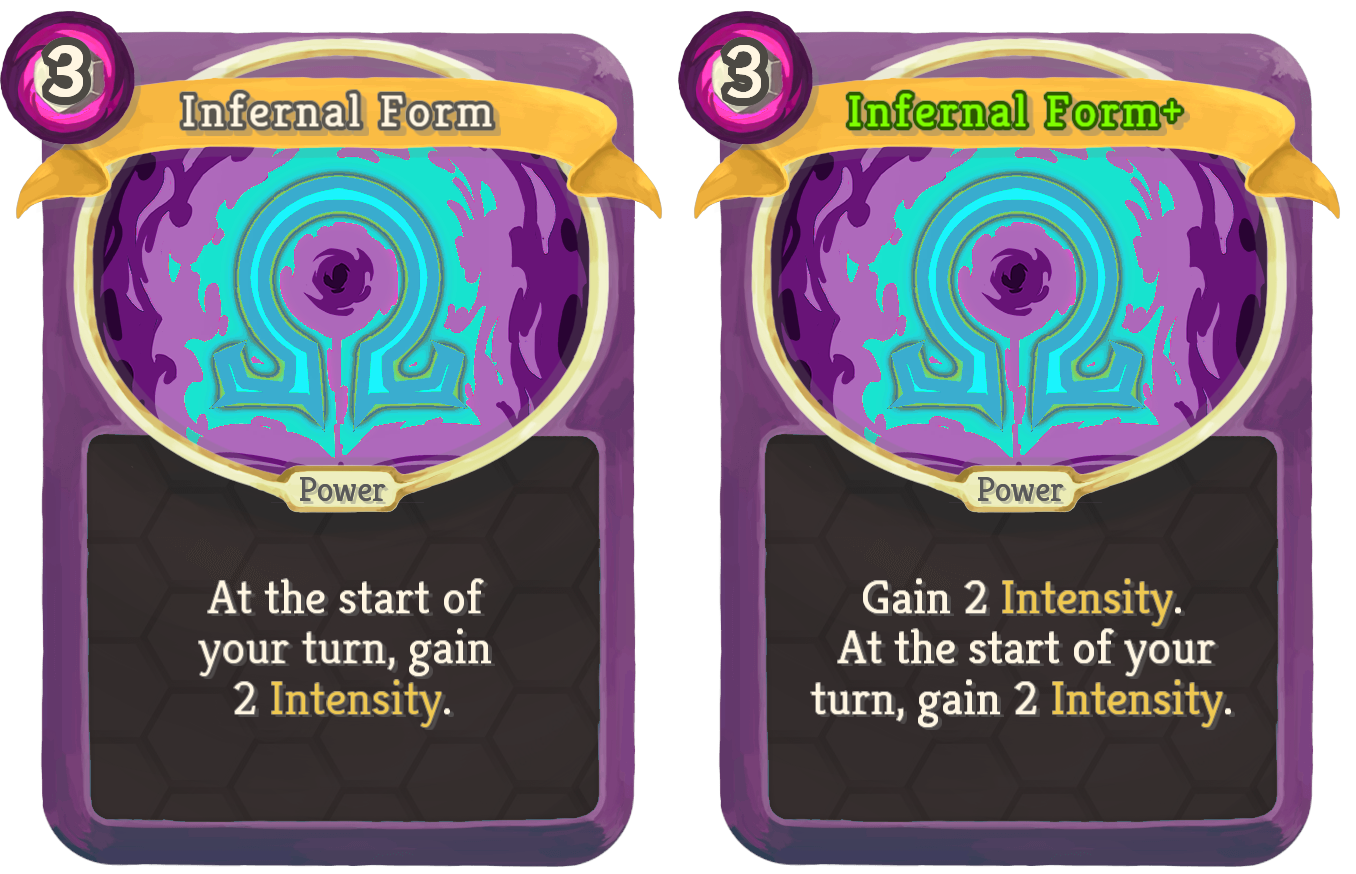 3
Infernal Form
Power
At the start of
your turn, gain
2 Intensity.
3
Infernal Form+
Power
Gain 2 Intensity.
At the start of your
turn, gain 2 Intensity.